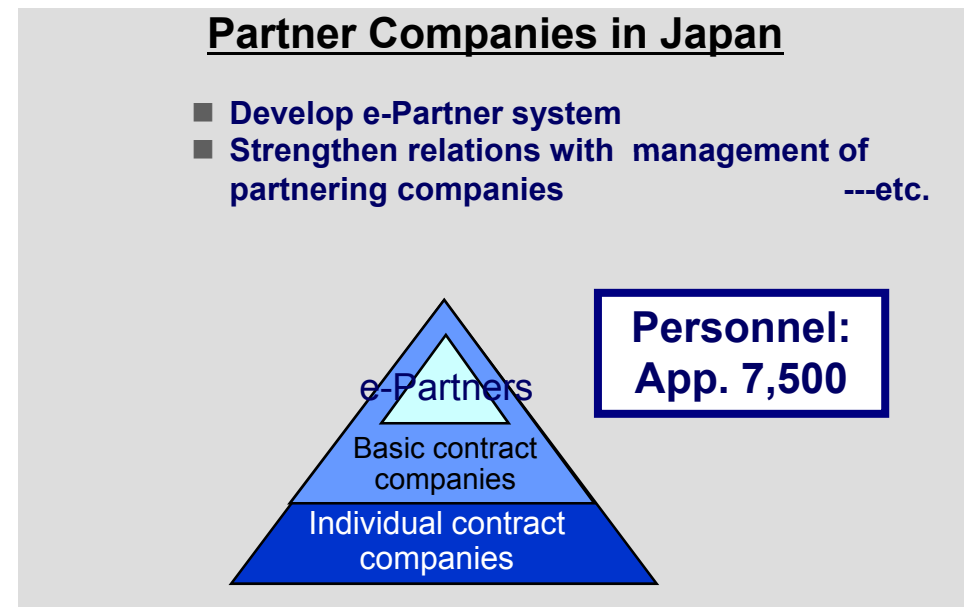 Partner Companies in Japan
Develop e-Partner system
Strengthen relations with management of
partnering companies ---etc.
Personnel:
App. 7,500
e-Partners
Basic contract
companies
Individual contract
companies